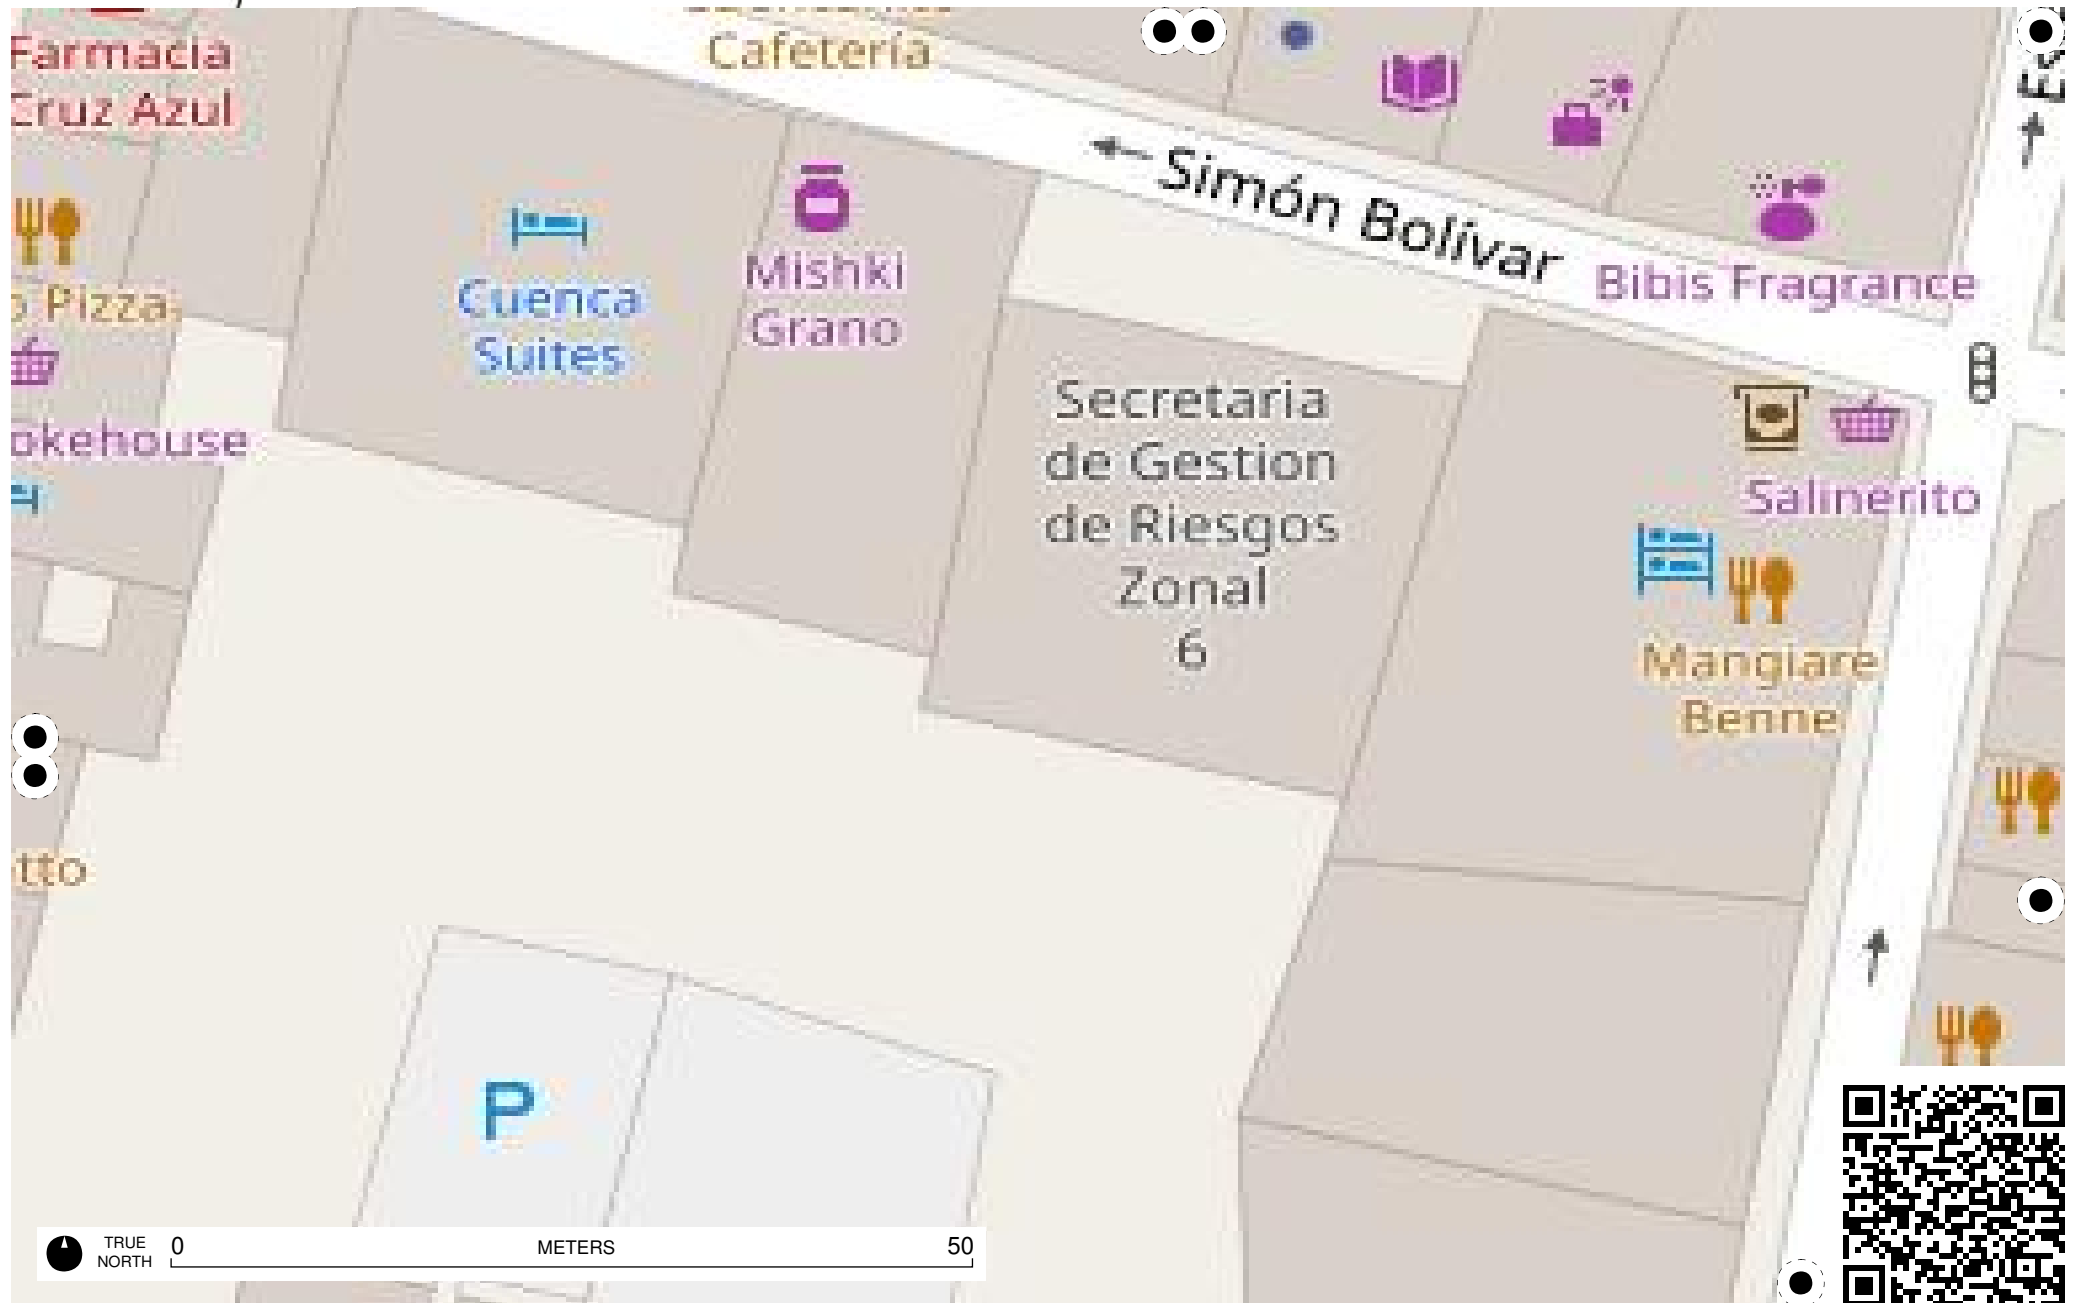 Farmacia
Cruz Azul
Cafetería
Simón Bolívar
Bibis Fragrance
Mishki
Grano
Cuenca
Suites
Pizza
okehouse
Secretaria
de Gestion
de Riesgos
Zonal
6
Salinerito
Mangiare
Benne
tto
P
TRUE
NORTH
0
METERS
50